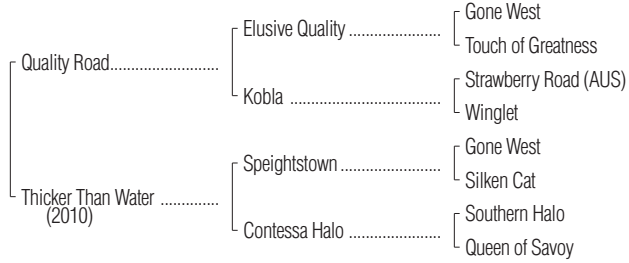 Gone West
Elusive Quality ......................
Touch of Greatness
Quality Road..........................
Strawberry Road (AUS)
Kobla ....................................
Winglet
Gone West
Speightstown ........................
Silken Cat
Thicker Than Water ..............
(2010)
Southern Halo
Contessa Halo ......................
Queen of Savoy